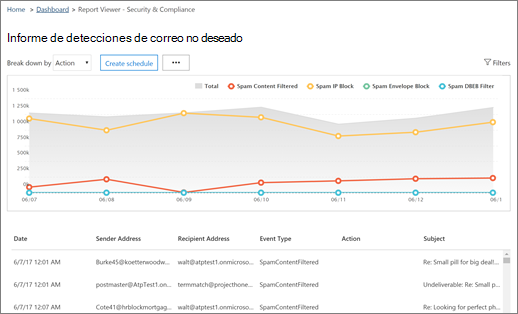 Home > Dashboard > Report Viewer - Security & Compliance
Informe de detecciones de correo no deseado
Break down by Action Create schedule ••• Filters
Total Spam Content Filtered Spam IP Block Spam Envelope Block Spam DBEB Filter
1 500k
1 250k
1 000k
750k
500k
250k
0k
06/07 06/08 06/09 06/10 06/11 06/12 06/1
Date Sender Address Recipient Address Event Type Action Subject
6/7/17 12:01 AM Burke45@koettenwoodw... walt@atptest1.onmicroso... SpamContentFiltered Re: Small pill for big deal!...
6/7/17 12:01 AM postmaster@AtpTest1.on... termmatch@projecthone... SpamContentFiltered Undeliverable: Re: Small p...
6/7/17 12:07 AM Cote41@hrblockmortgag... walt@atptest1.onmicroso... SpamContentFiltered Re: Looking for perfect ph...